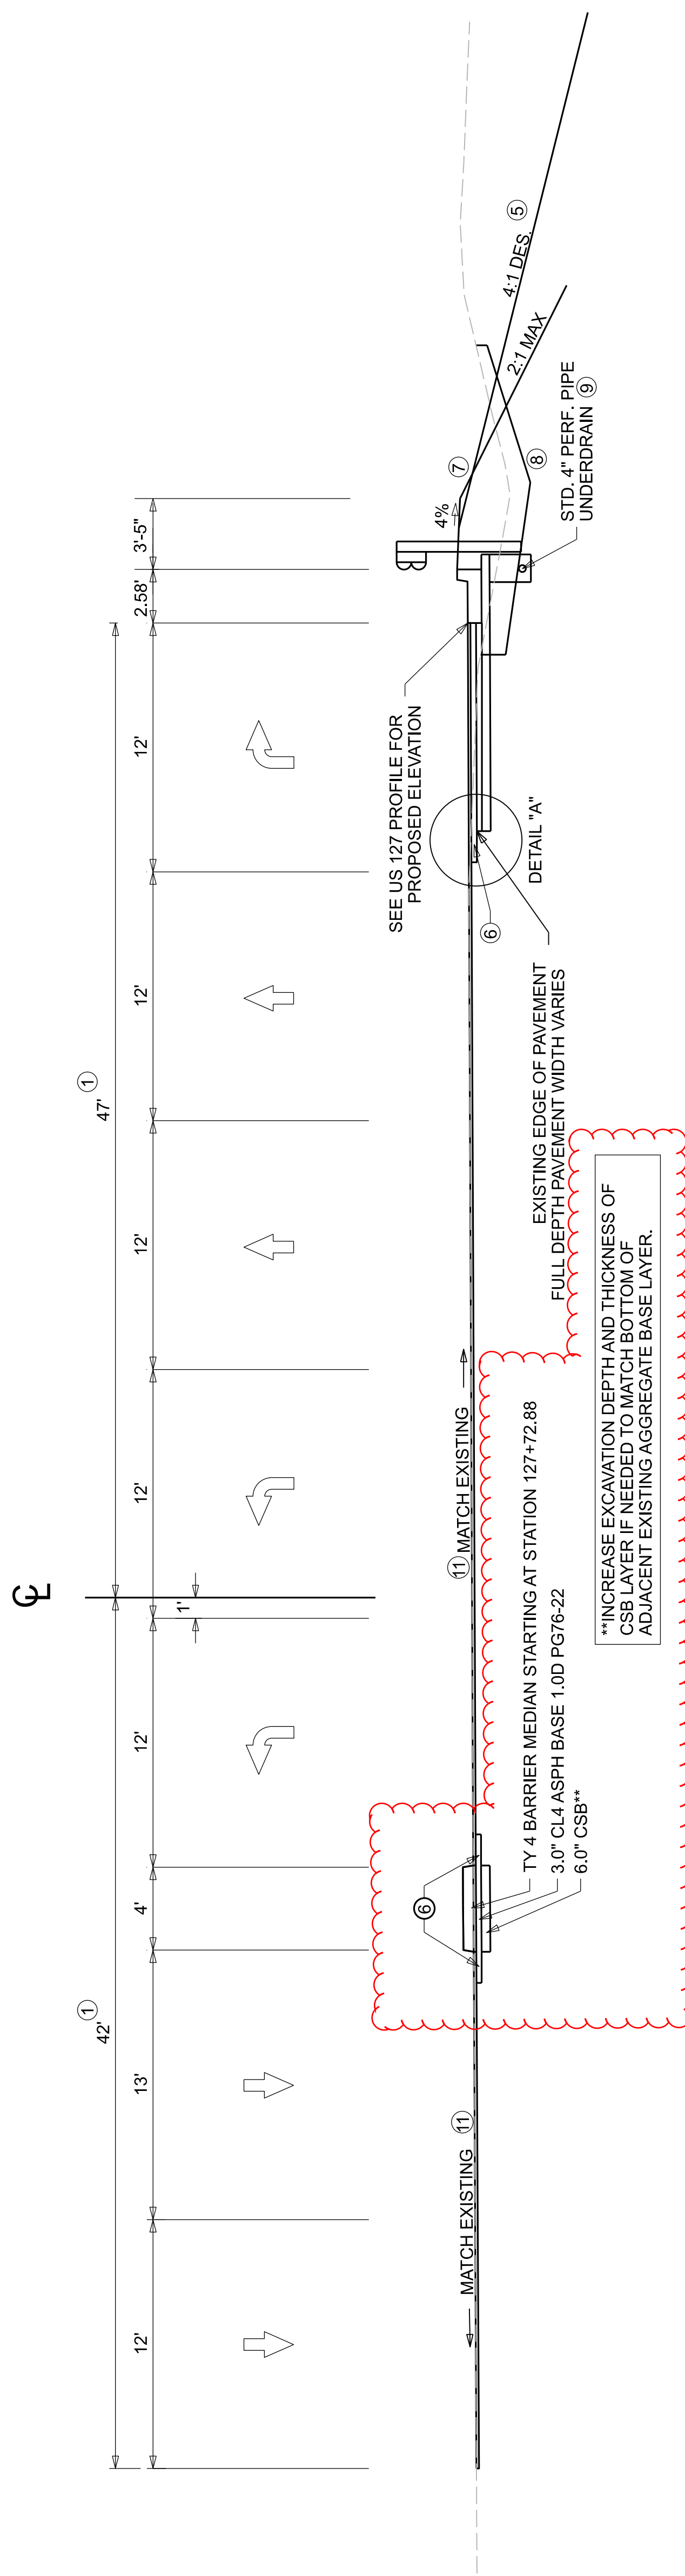 ℄
42' ①
47' ①
12'
13'
4'
12'
1'
12'
12'
12'
12'
2.58'
3'-5"
MATCH EXISTING ⑪
⑪ MATCH EXISTING
⑥
TY 4 BARRIER MEDIAN STARTING AT STATION 127+72.88
3.0" CL4 ASPH BASE 1.0D PG76-22
6.0" CSB**
**INCREASE EXCAVATION DEPTH AND THICKNESS OF
CSB LAYER IF NEEDED TO MATCH BOTTOM OF
ADJACENT EXISTING AGGREGATE BASE LAYER.
EXISTING EDGE OF PAVEMENT
FULL DEPTH PAVEMENT WIDTH VARIES
⑥
DETAIL "A"
SEE US 127 PROFILE FOR
PROPOSED ELEVATION
4%
⑦
⑧
STD. 4" PERF. PIPE
UNDERDRAIN ⑨
2:1 MAX
4:1 DES. ⑤